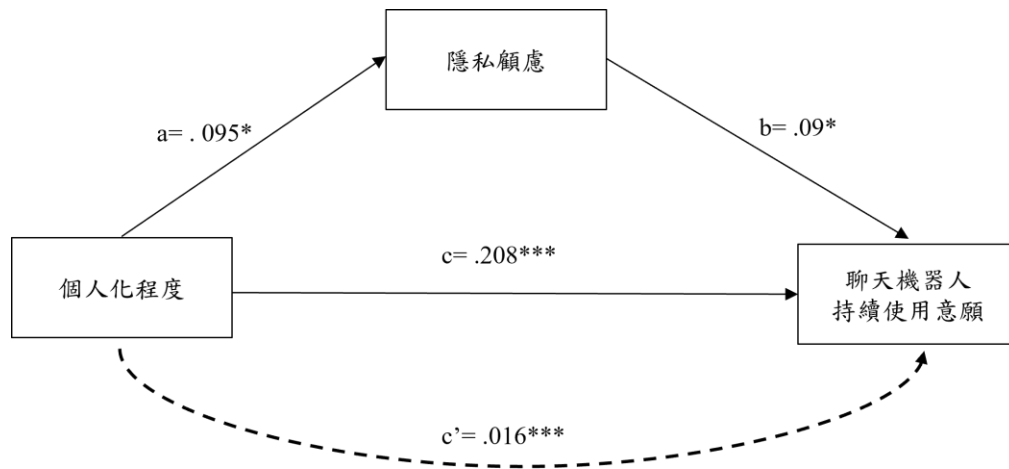 隱私顧慮
a= . 095*
b= .09*
c= .208***
個人化程度
聊天機器人
持續使用意願
c’= .016***